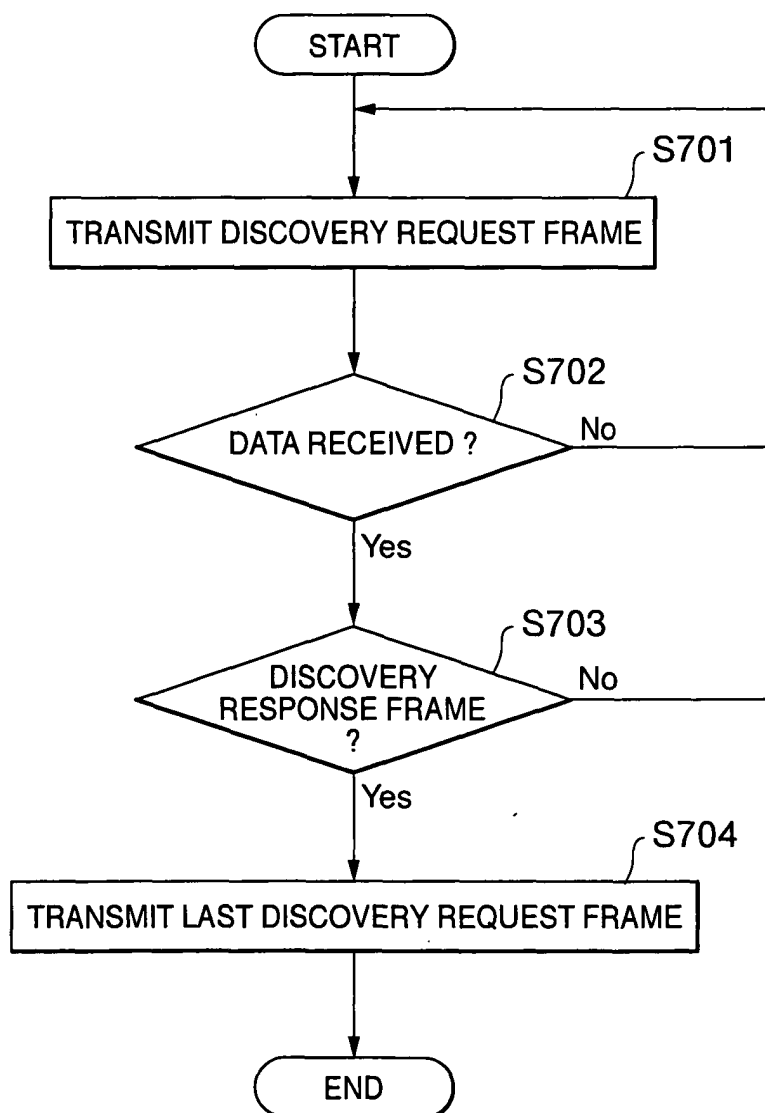 START
S701
TRANSMIT DISCOVERY REQUEST FRAME
S702
DATA RECEIVED ?
No
Yes
S703
DISCOVERY
RESPONSE FRAME
?
No
Yes
S704
TRANSMIT LAST DISCOVERY REQUEST FRAME
END